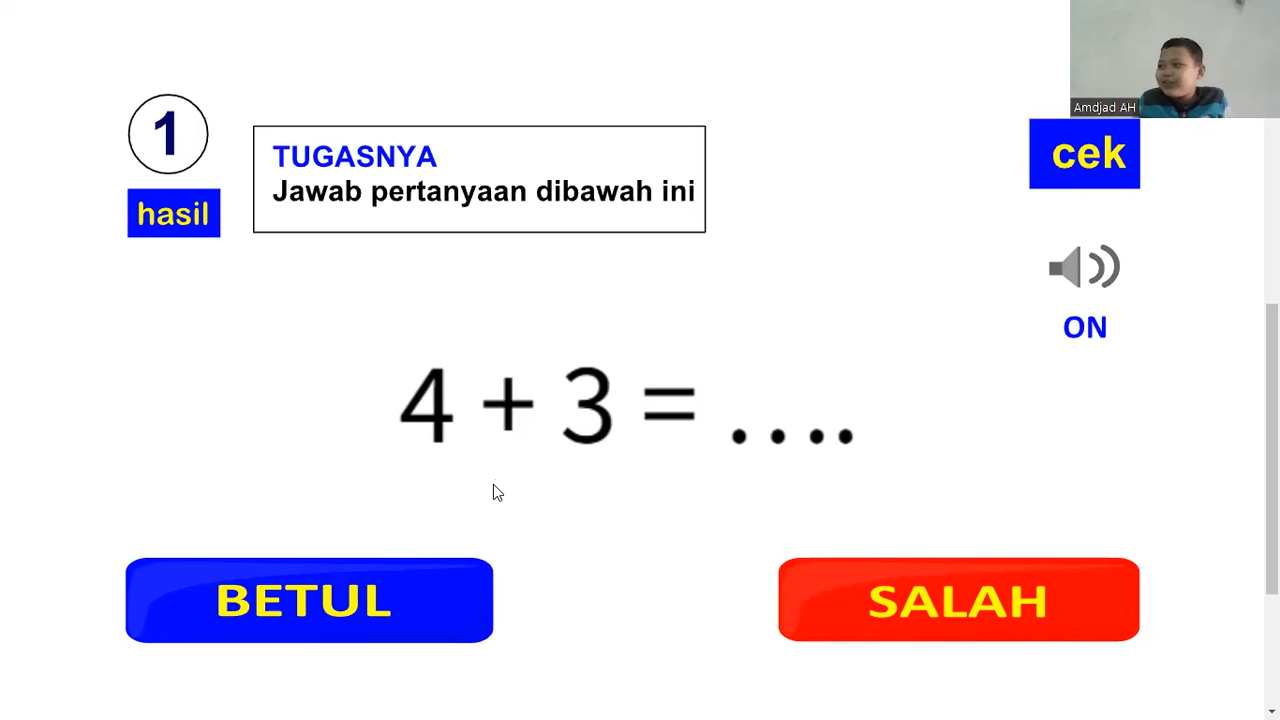 1
hasil
TUGASNYA
Jawab pertanyaan dibawah ini
Amdjad AH
cek
ON
4 + 3 = ....
BETUL
SALAH